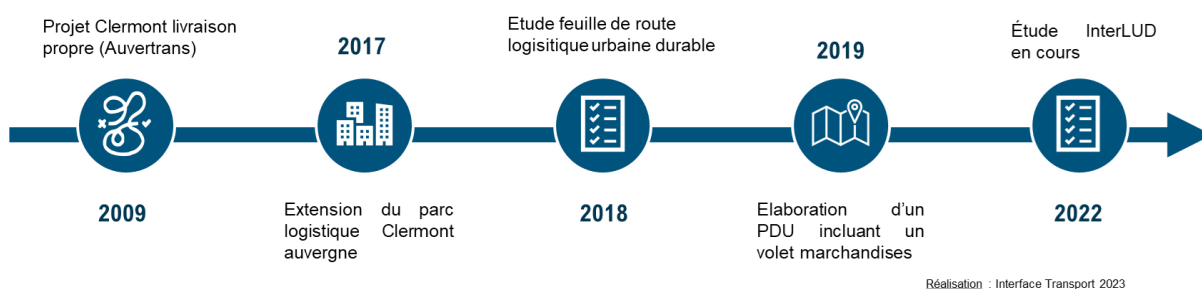 Projet Clermont livraison
propre (Auvertrans)
2009
2017
Extension du parc
logistique Clermont
auvergne
Etude feuille de route
logisitique urbaine durable
2018
2019
Elaboration d'un
PDU incluant un
volet marchandises
Étude InterLUD
en cours
2022
Réalisation : Interface Transport 2023